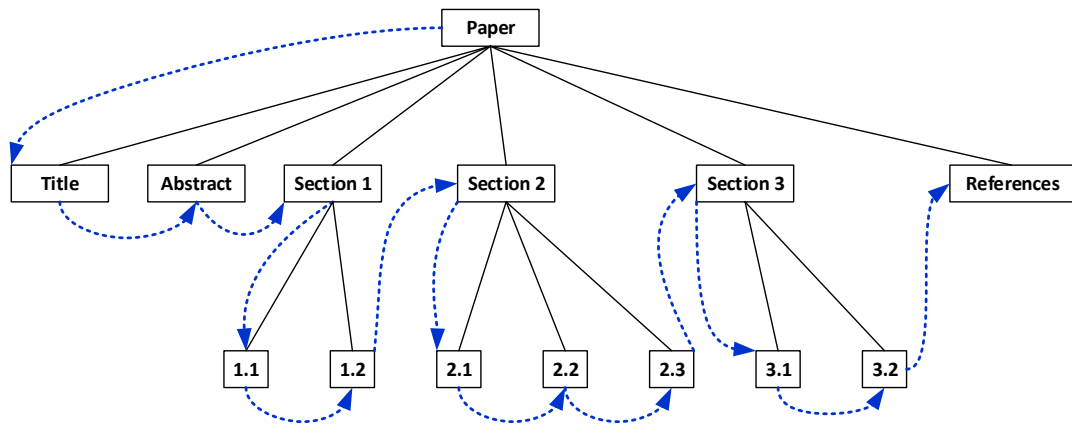 Paper
Title
Abstract
Section 1
Section 2
Section 3
References
1.1
1.2
2.1
2.2
2.3
3.1
3.2